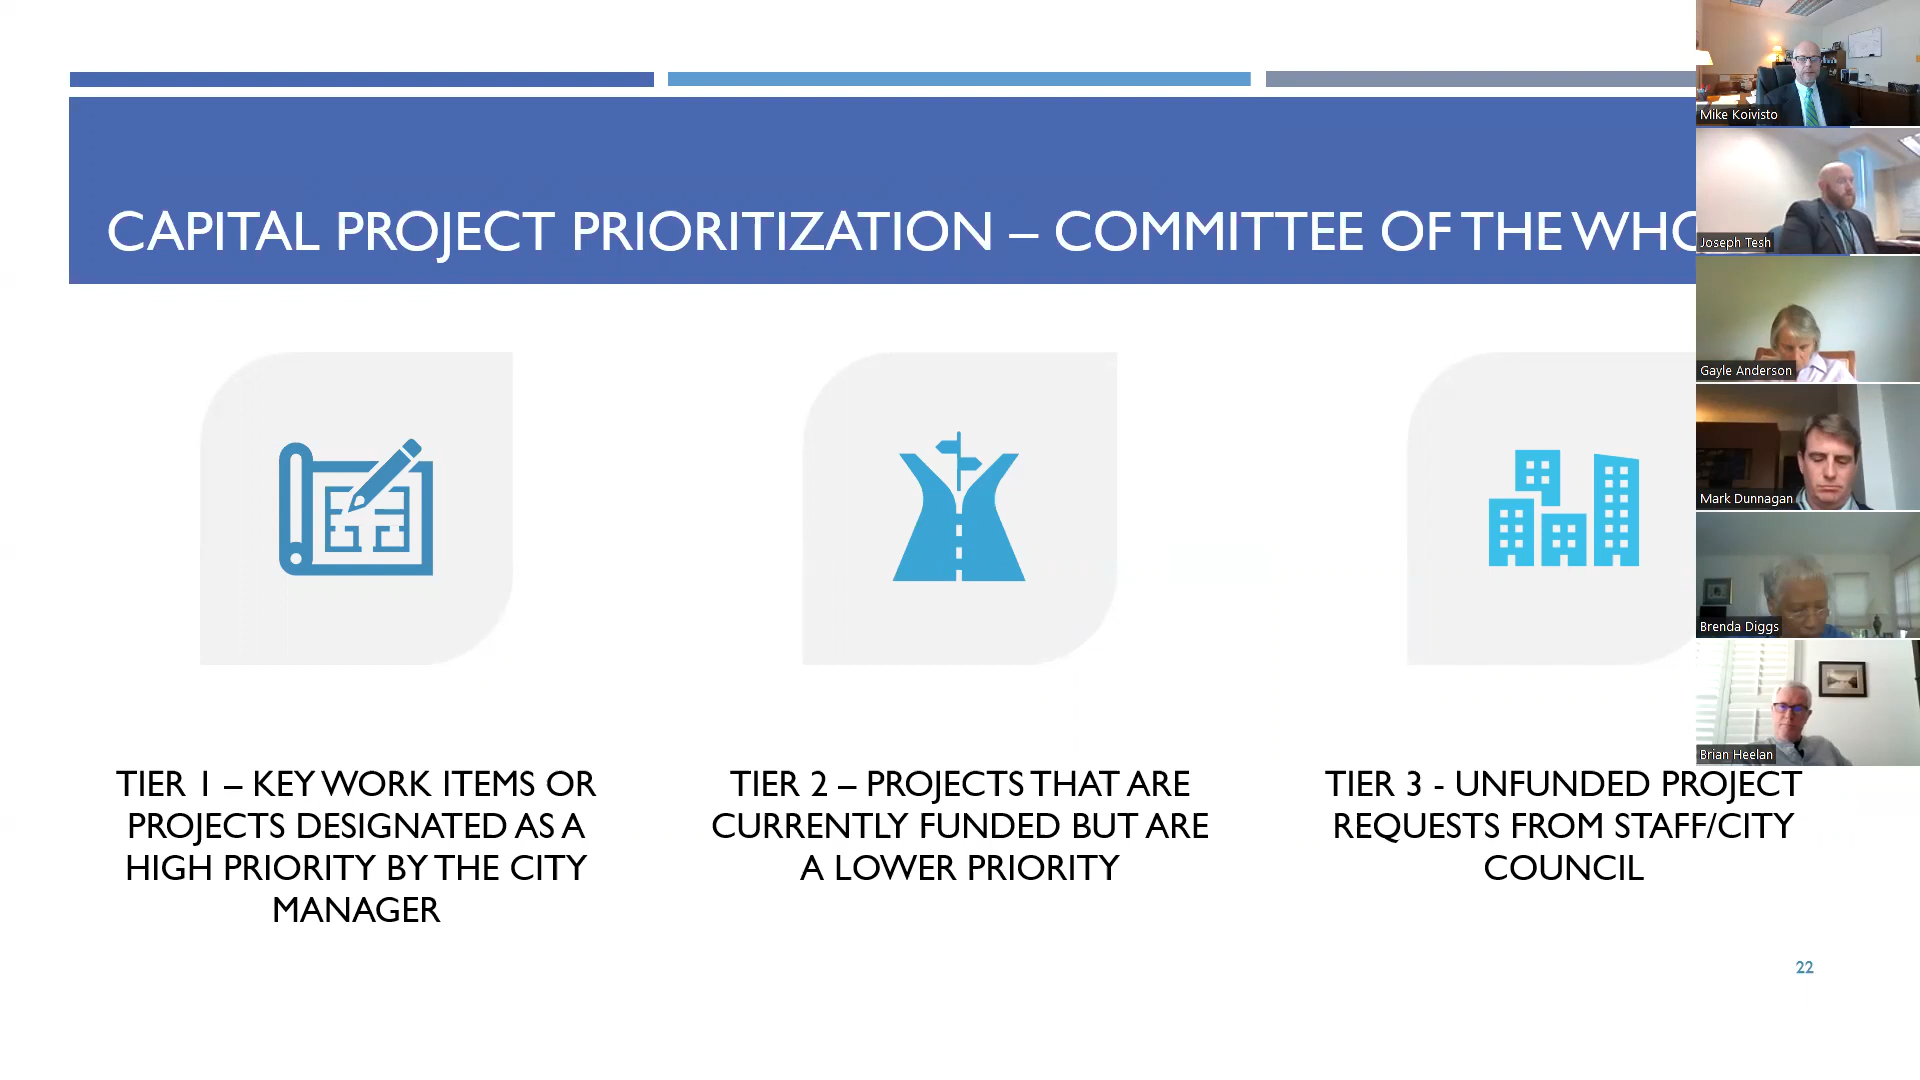 CAPITAL PROJECT PRIORITIZATION – COMMITTEE OF THE WHO
TIER 1 – KEY WORK ITEMS OR
PROJECTS DESIGNATED AS A
HIGH PRIORITY BY THE CITY
MANAGER
TIER 2 – PROJECTS THAT ARE
CURRENTLY FUNDED BUT ARE
A LOWER PRIORITY
TIER 3 - UNFUNDED PROJECT
REQUESTS FROM STAFF/CITY
COUNCIL
22
Mike Koivisto
Joseph Tesh
Gayle Anderson
Mark Dunnagan
Brenda Diggs
Brian Heelan